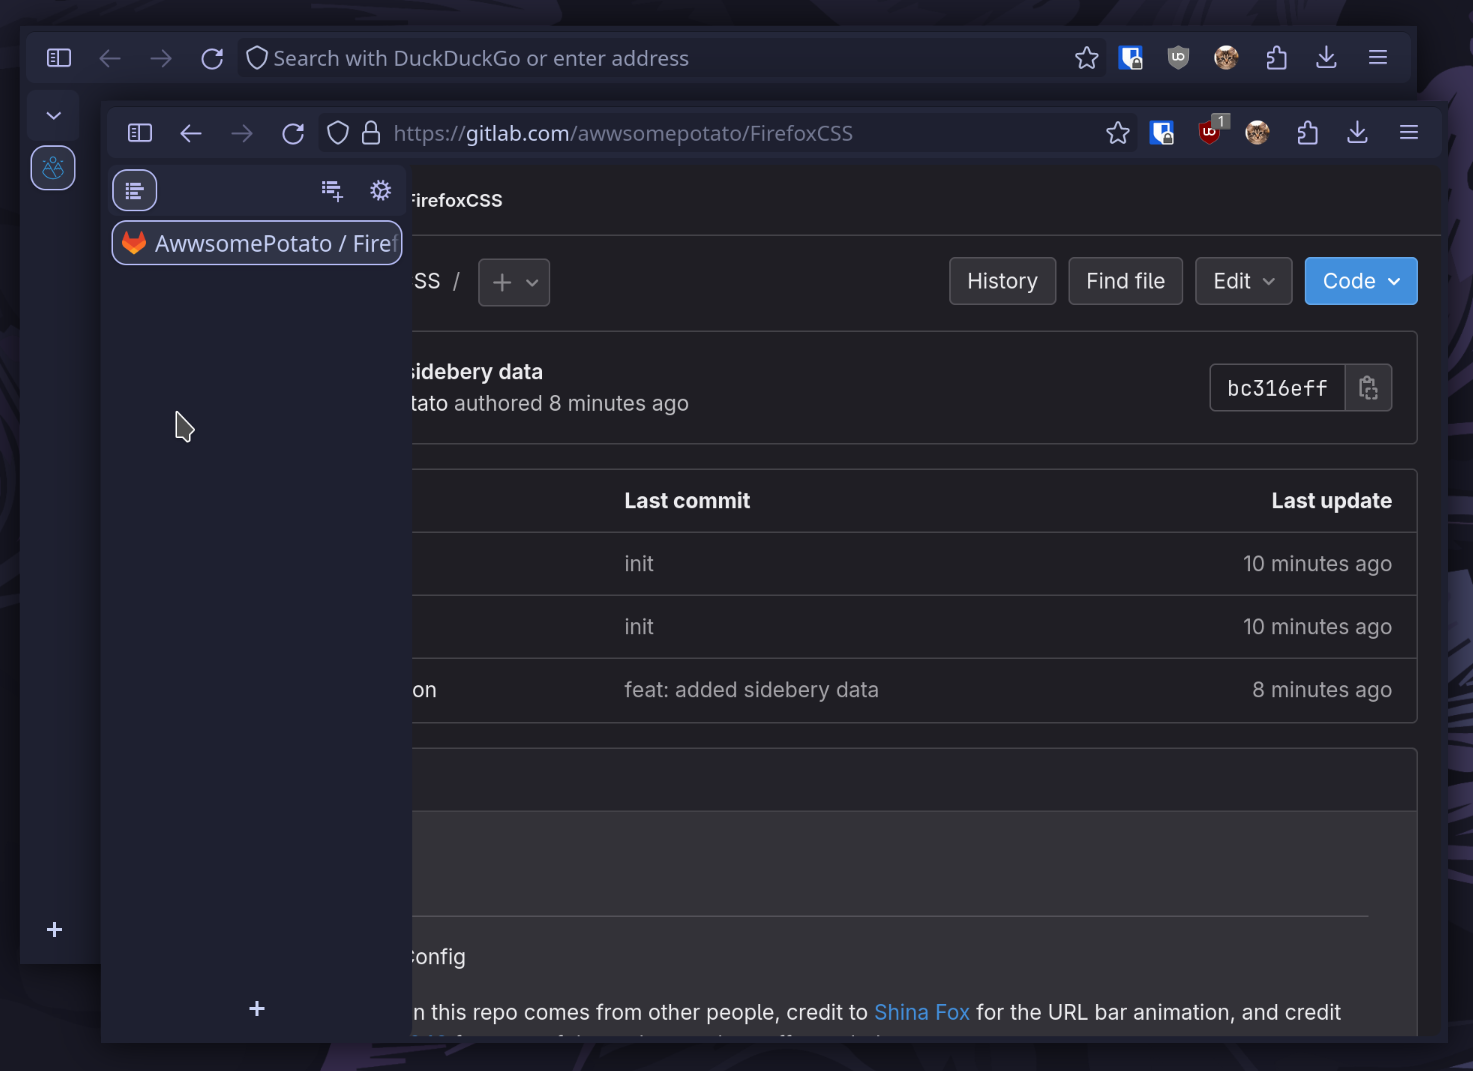 Search with DuckDuckGo or enter address
https://gitlab.com/awwsomepotato/FirefoxCSS
1
AwwsomePotato / Firef
FirefoxCSS
SS /
History
Find file
Edit
Code
sidebery data
tato authored 8 minutes ago
bc316eff
Last commit
Last update
init
10 minutes ago
init
10 minutes ago
on
feat: added sidebery data
8 minutes ago
Config
n this repo comes from other people, credit to Shina Fox for the URL bar animation, and credit